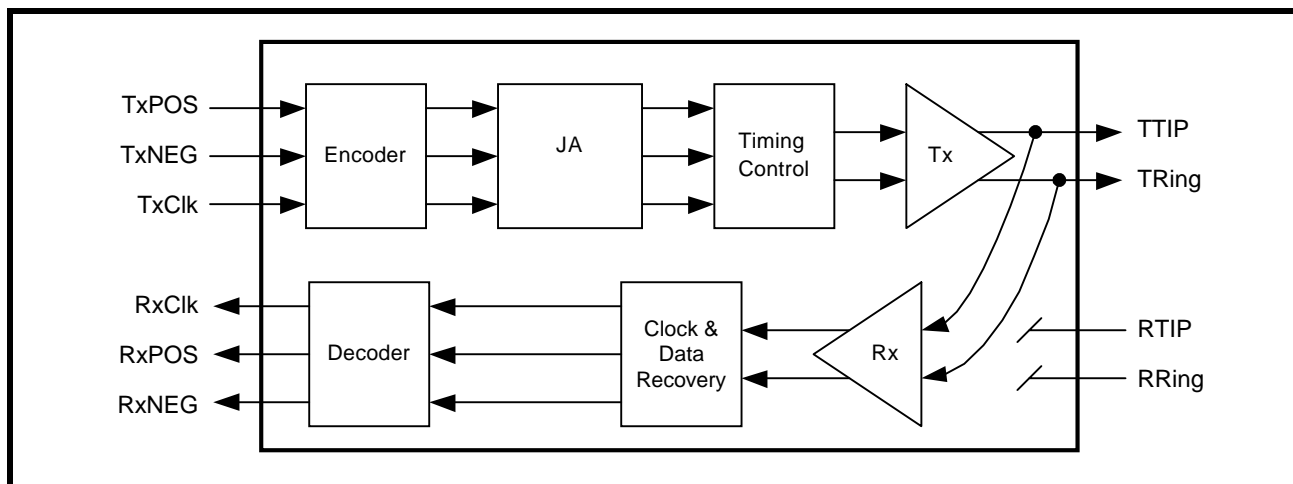 TxPOS
TxNEG
TxClk
Encoder
JA
Timing
Control
Tx
TTIP
TRing
RxClk
RxPOS
RxNEG
Decoder
Clock &
Data
Recovery
Rx
RTIP
RRing